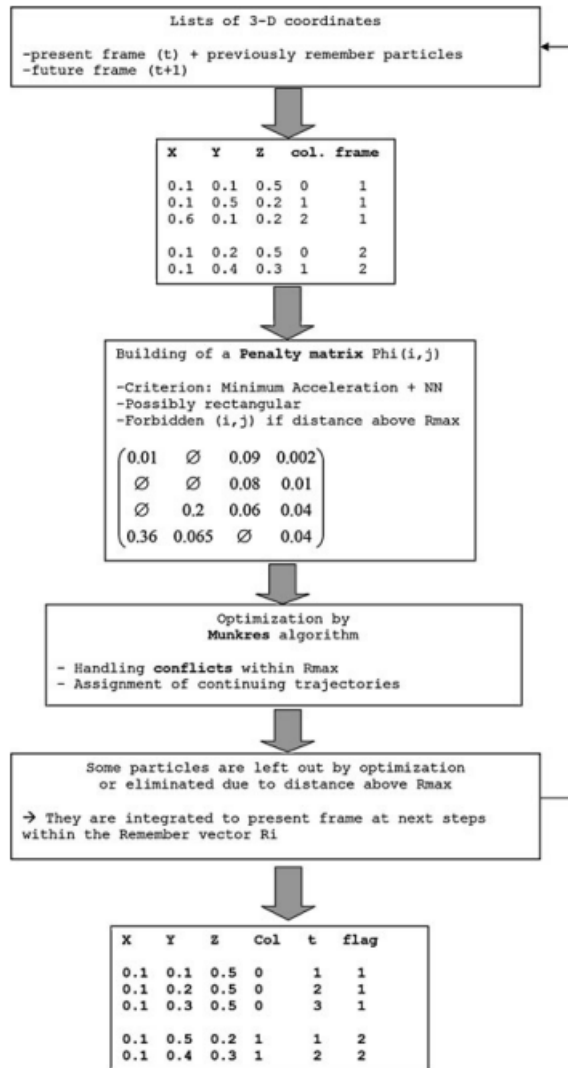 Lists of 3-D coordinates
-present frame (t) + previously remember particles
-future frame (t+1)
X Y Z col. frame
0.1 0.1 0.5 0 1
0.1 0.5 0.2 1 1
0.6 0.1 0.2 2 1
0.1 0.2 0.5 0 2
0.1 0.4 0.3 1 2
Building of a Penalty matrix Phi(i,j)
-Criterion: Minimum Acceleration + NN
-Possibly rectangular
-Forbidden (i,j) if distance above Rmax
0.01 ∅ 0.09 0.002
∅ ∅ 0.08 0.01
∅ 0.2 0.06 0.04
0.36 0.065 ∅ 0.04
Optimization by
Munkres algorithm
- Handling conflicts within Rmax
- Assignment of continuing trajectories
Some particles are left out by optimization
or eliminated due to distance above Rmax
→ They are integrated to present frame at next steps
within the Remember vector Ri
X Y Z Col t flag
0.1 0.1 0.5 0 1 1
0.1 0.2 0.5 0 2 1
0.1 0.3 0.5 0 3 1
0.1 0.5 0.2 1 1 2
0.1 0.4 0.3 1 2 2